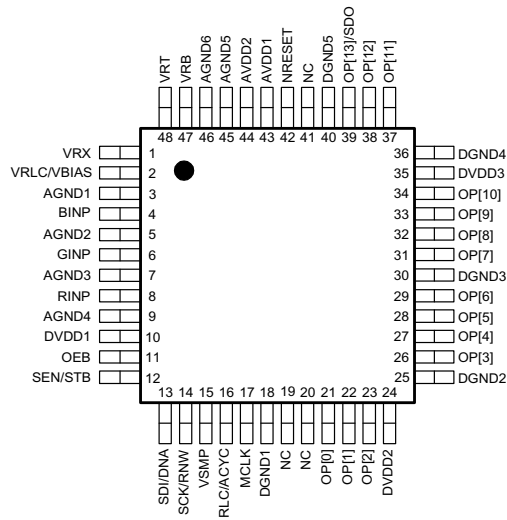 VRT
VRB
AGND6
AGND5
AVDD2
AVDD1
NRESET
NC
DGND5
OP[13]/SDO
OP[12]
OP[11]
48 47 46 45 44 43 42 41 40 39 38 37
VRX 1
VRLC/VBIAS 2
AGND1 3
BINP 4
AGND2 5
GINP 6
AGND3 7
RINP 8
AGND4 9
DVDD1 10
OEB 11
SEN/STB 12
36 DGND4
35 DVDD3
34 OP[10]
33 OP[9]
32 OP[8]
31 OP[7]
30 DGND3
29 OP[6]
28 OP[5]
27 OP[4]
26 OP[3]
25 DGND2
13 14 15 16 17 18 19 20 21 22 23 24
SDI/DNA
SCK/RNW
VSMP
RLC/ACYC
MCLK
DGND1
NC
NC
OP[0]
OP[1]
OP[2]
DVDD2